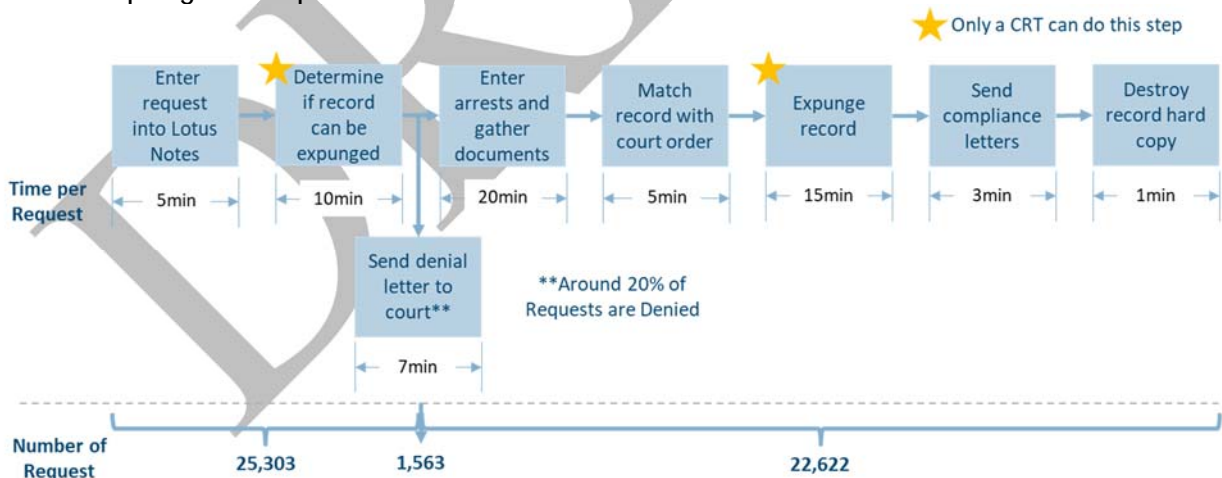 Only a CRT can do this step
Enter
request
into Lotus
Notes
Determine
if record
can be
expunged
Enter
arrests and
gather
documents
Match
record with
court order
Expunge
record
Send
compliance
letters
Destroy
record hard
copy
Time per
Request
5min
10min
20min
5min
15min
3min
1min
Send denial
letter to
court**
**Around 20% of
Requests are Denied
7min
Number of
Request
25,303
1,563
22,622